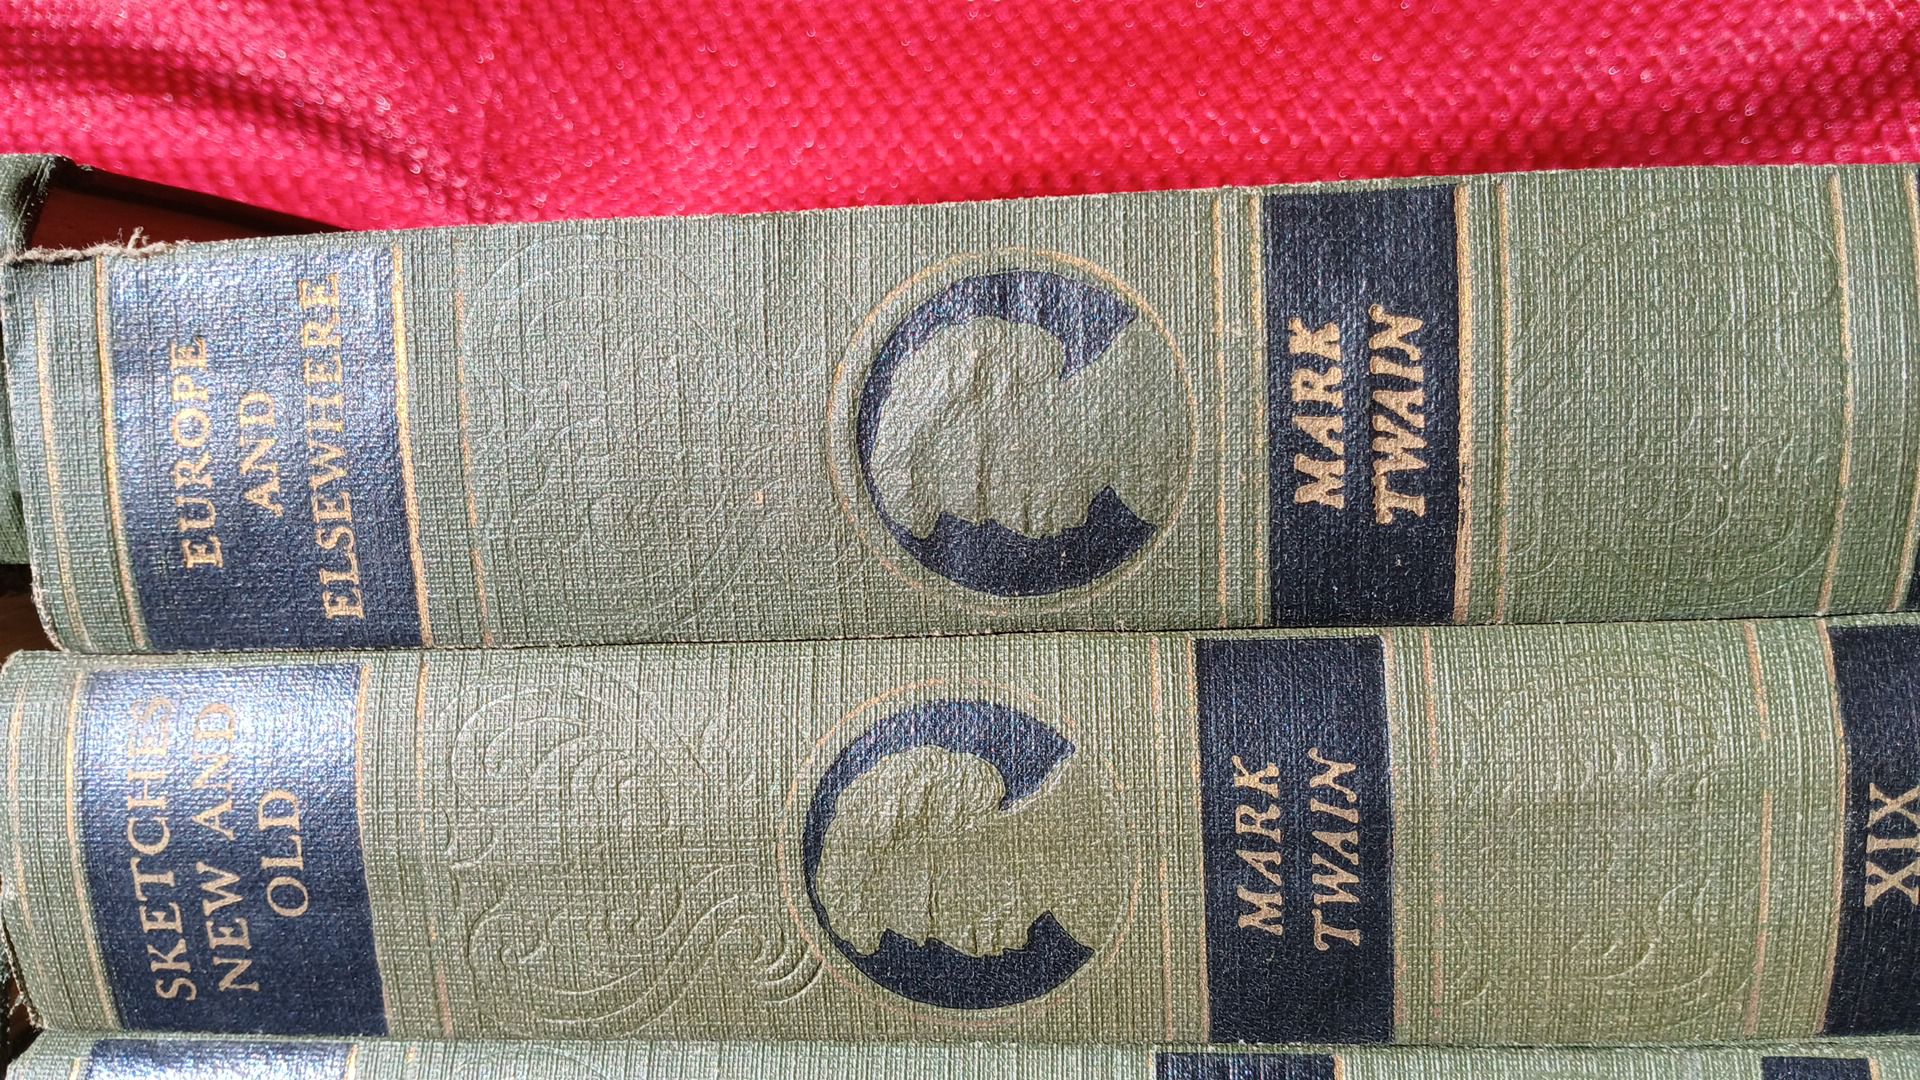 EUROPE
AND
ELSEWHERE
MARK
TWAIN
SKETCHES
NEW AND
OLD
MARK
TWAIN
XIX